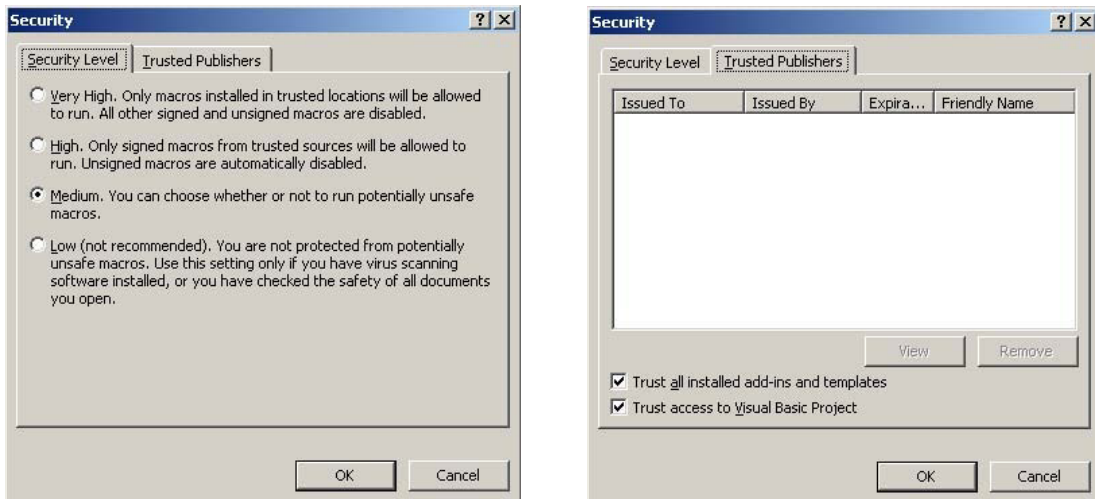 Security
Security Level
Trusted Publishers
Very High. Only macros installed in trusted locations will be allowed
to run. All other signed and unsigned macros are disabled.
High. Only signed macros from trusted sources will be allowed to
run. Unsigned macros are automatically disabled.
Medium. You can choose whether or not to run potentially unsafe
macros.
Low (not recommended). You are not protected from potentially
unsafe macros. Use this setting only if you have virus scanning
software installed, or you have checked the safety of all documents
you open.
OK
Cancel
Security
Security Level
Trusted Publishers
Issued To
Issued By
Expira...
Friendly Name
View
Remove
Trust all installed add-ins and templates
Trust access to Visual Basic Project
OK
Cancel